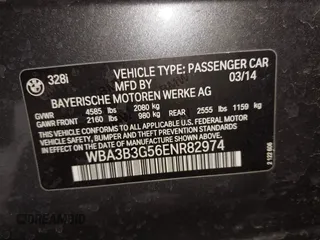 328i VEHICLE TYPE: PASSENGER CAR
MFD BY 03/14
BAYERISCHE MOTOREN WERKE AG
GVWR 4585 lbs 2080 kg
GAWR FRONT 2160 lbs 980 kg GAWR REAR 2555 lbs 1159 kg
THIS VEHICLE CONFORMS TO ALL APPLICABLE
U.S. FEDERAL MOTOR VEHICLE SAFETY, BUMPER,
AND THEFT PREVENTION STANDARDS IN EFFECT
ON THE DATE OF MANUFACTURE SHOWN ABOVE.
WBA3B3G56ENR82974
© IDREAMIUM